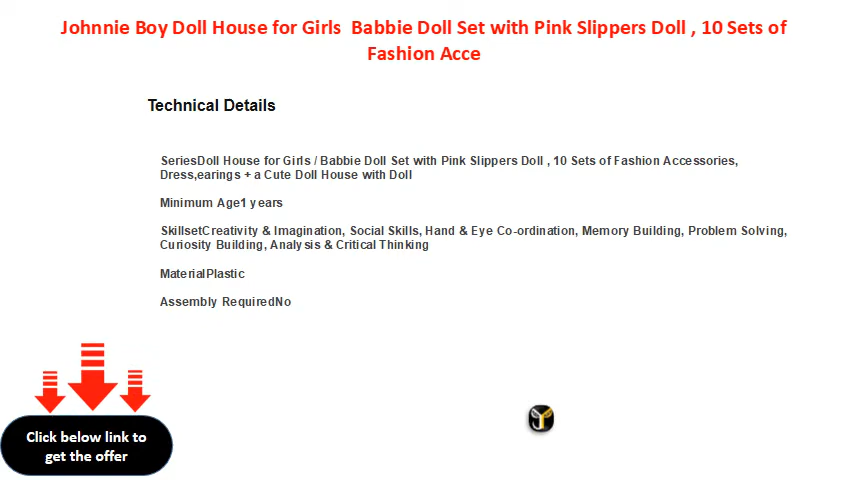 Johnnie Boy Doll House for Girls  Babbie Doll Set with Pink Slippers Doll , 10 Sets of
Fashion Acce
Technical Details
SeriesDoll House for Girls / Babbie Doll Set with Pink Slippers Doll , 10 Sets of Fashion Accessories,
Dress,earings + a Cute Doll House with Doll
Minimum Age1 years
SkillsetCreativity & Imagination, Social Skills, Hand & Eye Co-ordination, Memory Building, Problem Solving,
Curiosity Building, Analysis & Critical Thinking
MaterialPlastic
Assembly RequiredNo
Click below link to
get the offer